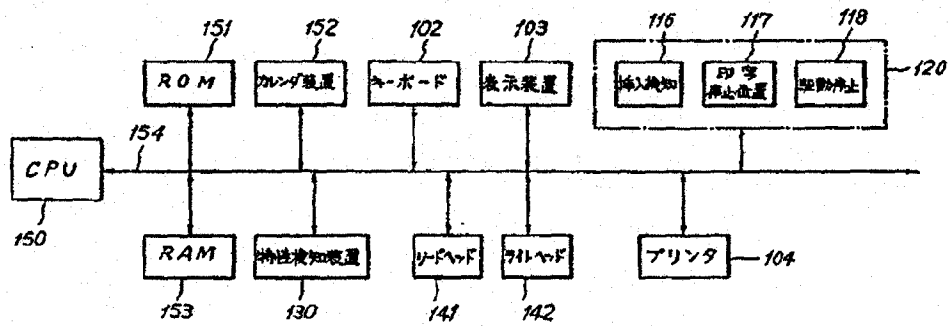 151
152
102
103
116
117
118
ROM
カレンダ装置
キーボード
表示装置
挿入検知
印字
停止位置
駆動停止
120
154
CPU
150
RAM
特性検知装置
リードヘッド
ライトヘッド
プリンタ
104
153
130
141
142